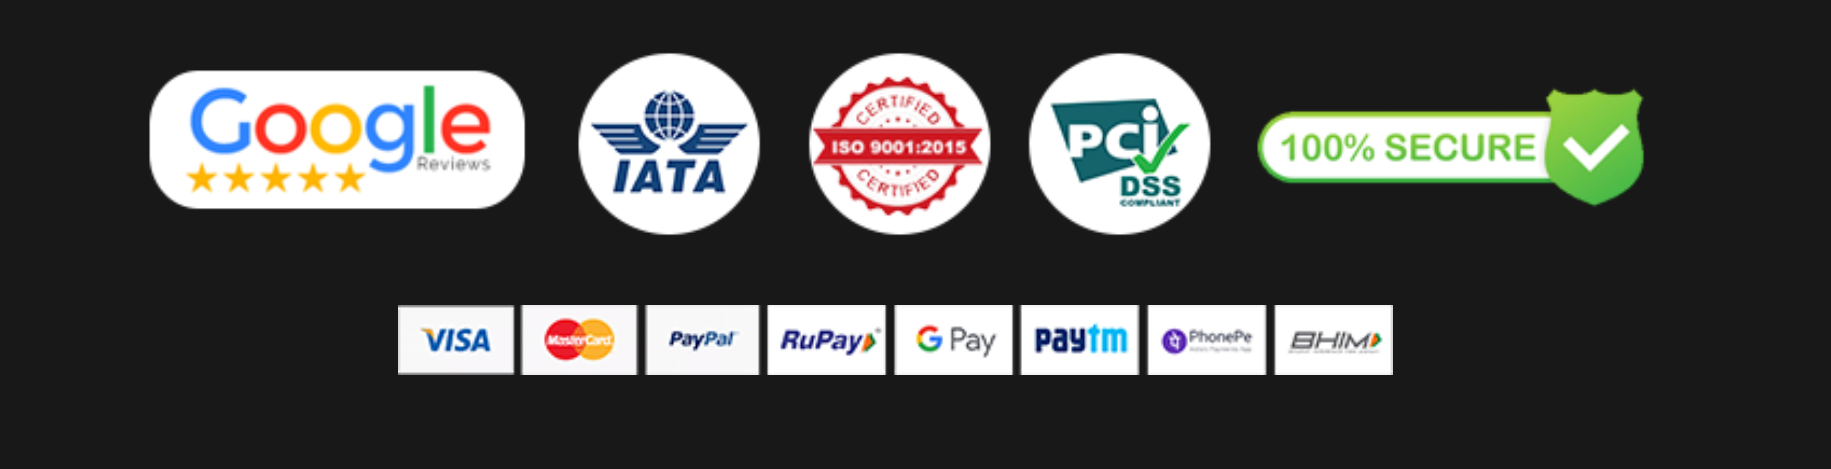 Google
Reviews
IATA
CERTIFIED
ISO 9001:2015
CERTIFIED
PCi
DSS
COMPLIANT
100% SECURE
VISA
MasterCard
PayPal
RuPay
G Pay
paytm
PhonePe
BHIM